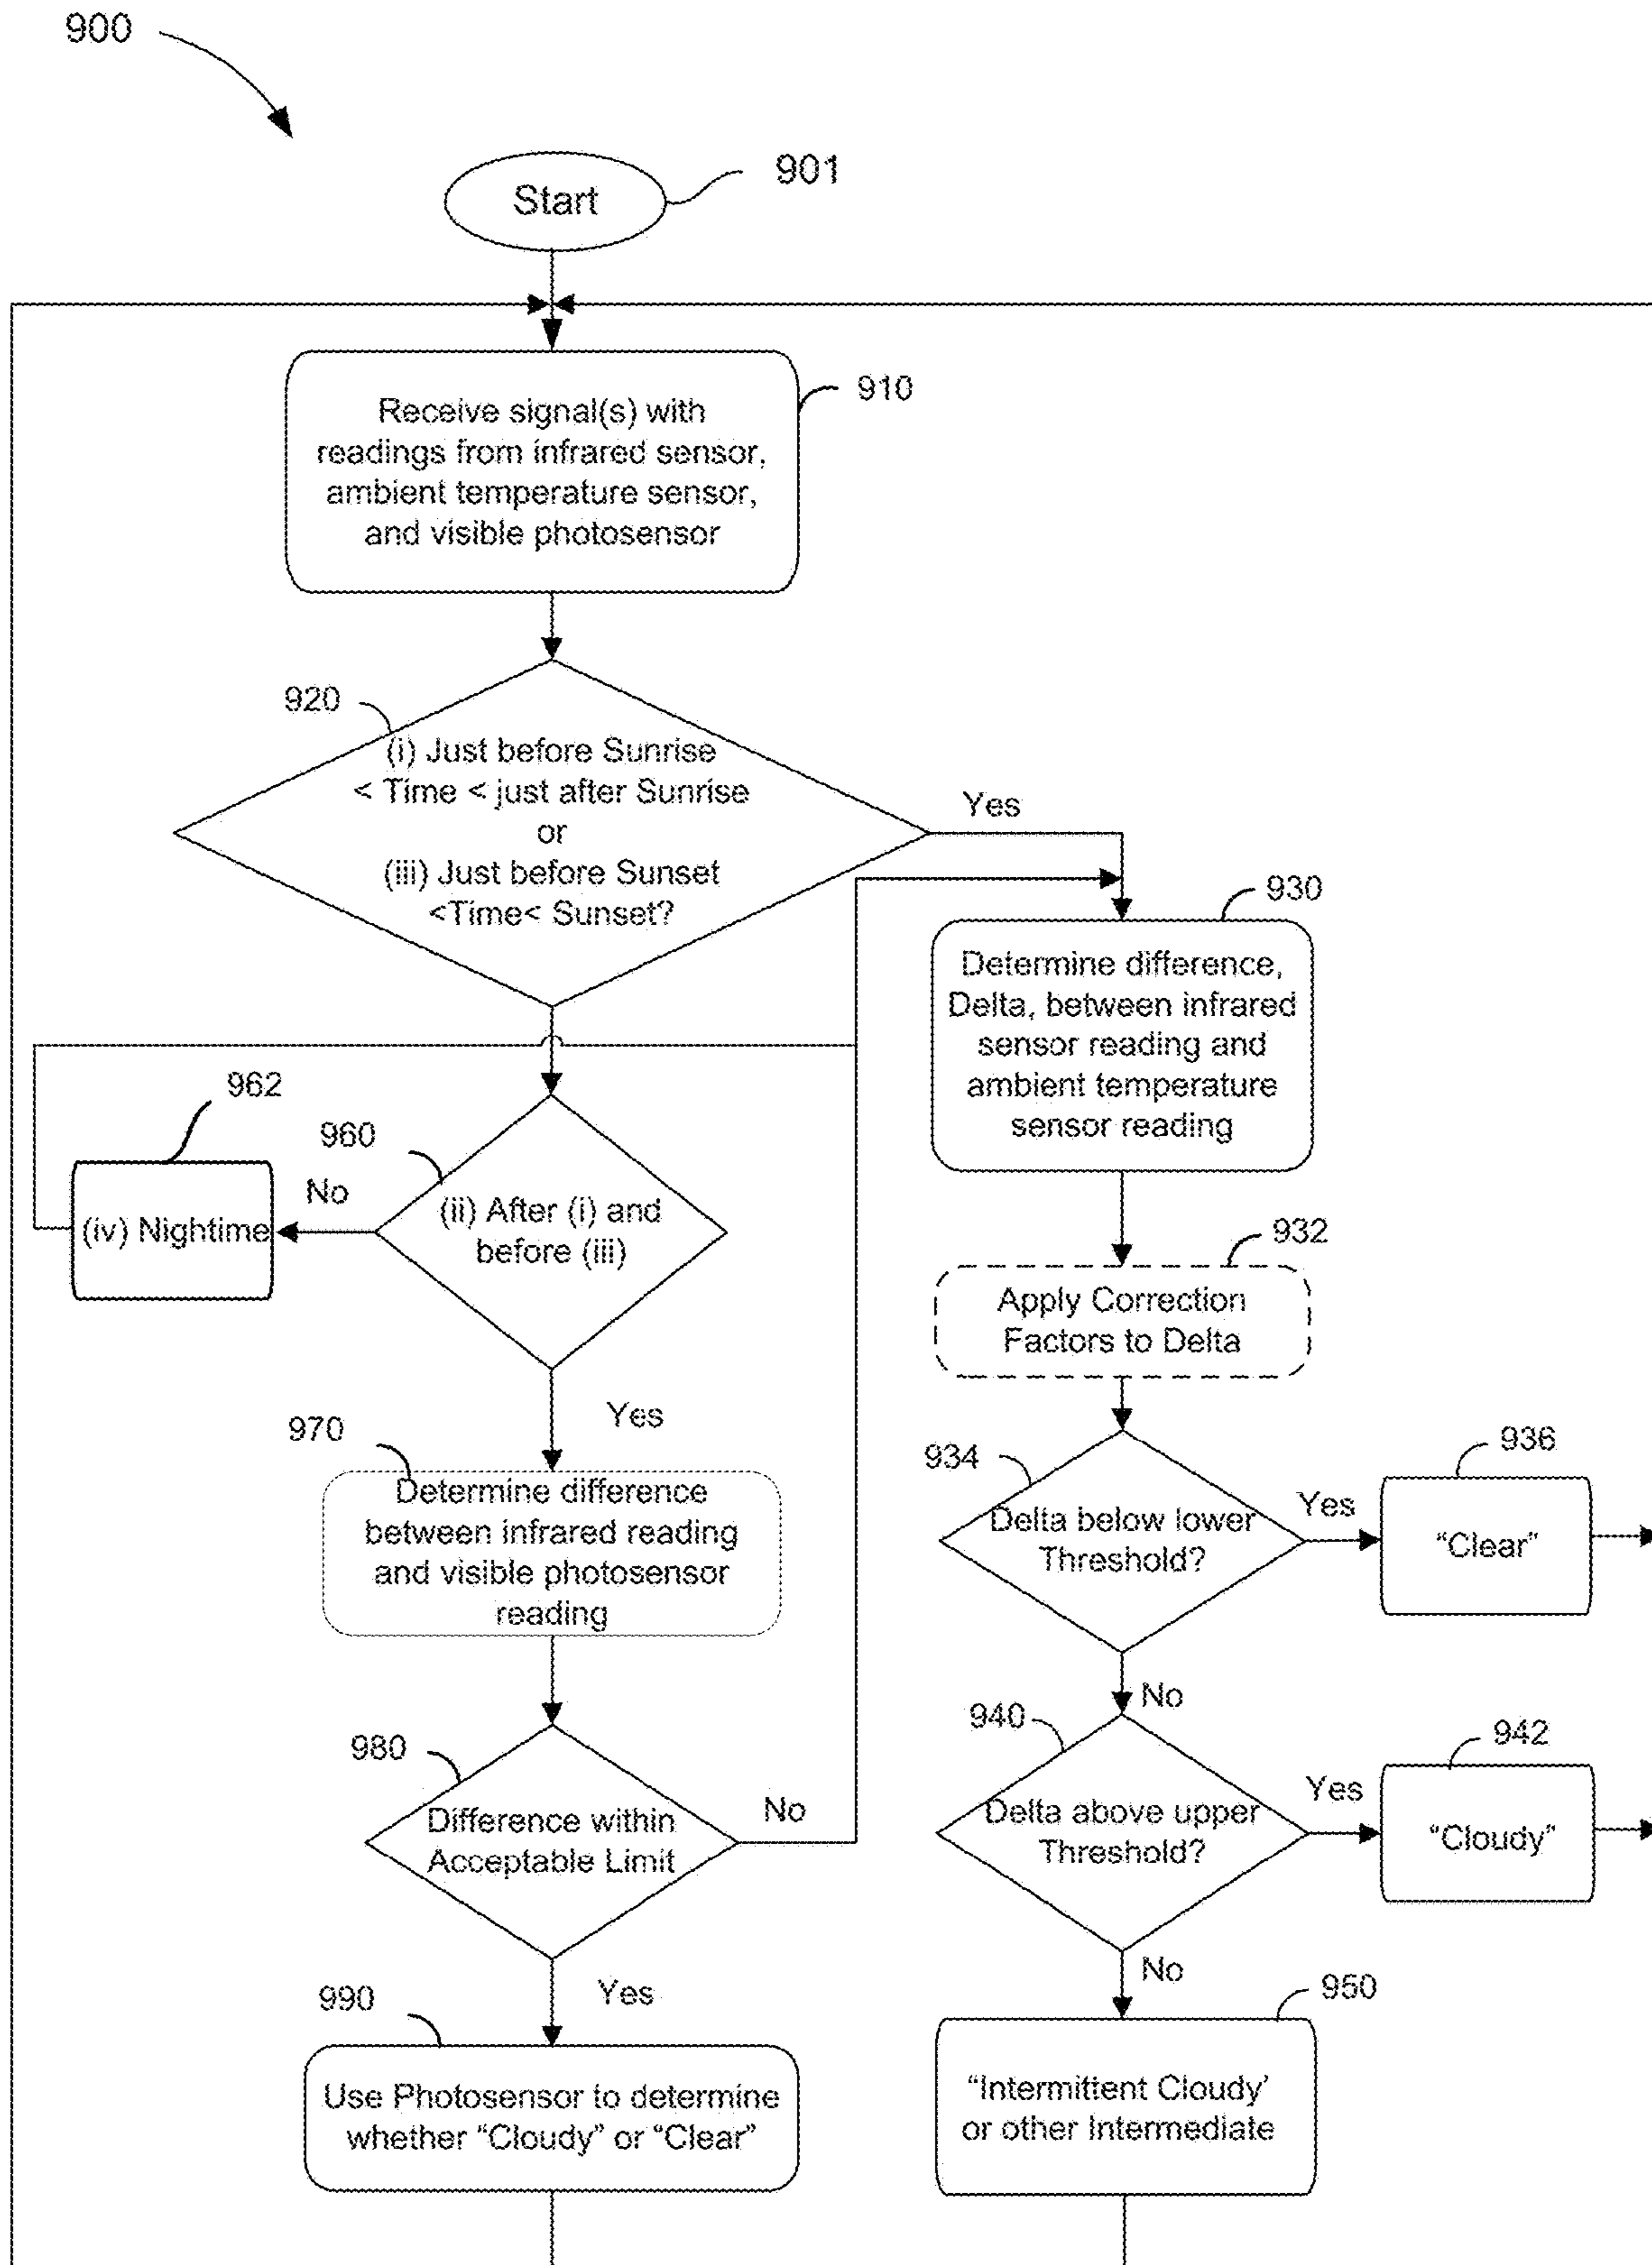 900
Start
901
Receive signal(s) with
readings from infrared sensor,
ambient temperature sensor,
and visible photosensor
910
920
(i) Just before Sunrise
< Time < just after Sunrise
or
(iii) Just before Sunset
<Time< Sunset?
Yes
930
Determine difference,
Delta, between infrared
sensor reading and
ambient temperature
sensor reading
962
960
(iv) Nightime
No
(ii) After (i) and
before (iii)
Yes
932
Apply Correction
Factors to Delta
970
Determine difference
between infrared reading
and visible photosensor
reading
934
Delta below lower
Threshold?
Yes
936
“Clear”
No
980
Difference within
Acceptable Limit
No
940
Delta above upper
Threshold?
Yes
942
“Cloudy”
No
Yes
990
Use Photosensor to determine
whether “Cloudy” or “Clear”
950
“Intermittent Cloudy’
or other Intermediate